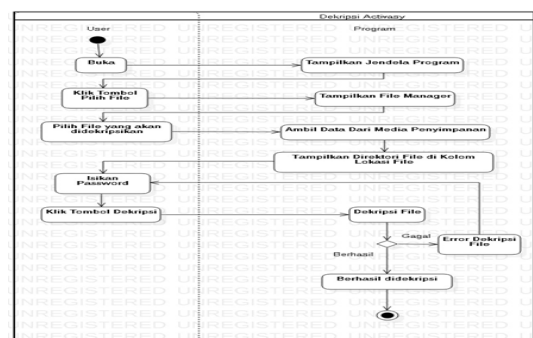 Dekripsi Activasy
User
Program
Buka
Tampilkan Jendela Program
Klik Tombol
Pilih File
Tampilkan File Manager
Pilih File yang akan
didekripsikan
Ambil Data Dari Media Penyimpanan
Tampilkan Direktori File di Kolom
Lokasi File
Isikan
Password
Klik Tombol Dekripsi
Dekripsi File
Gagal
Error Dekripsi
File
Berhasil
Berhasil didekripsi
UNREGISTERED